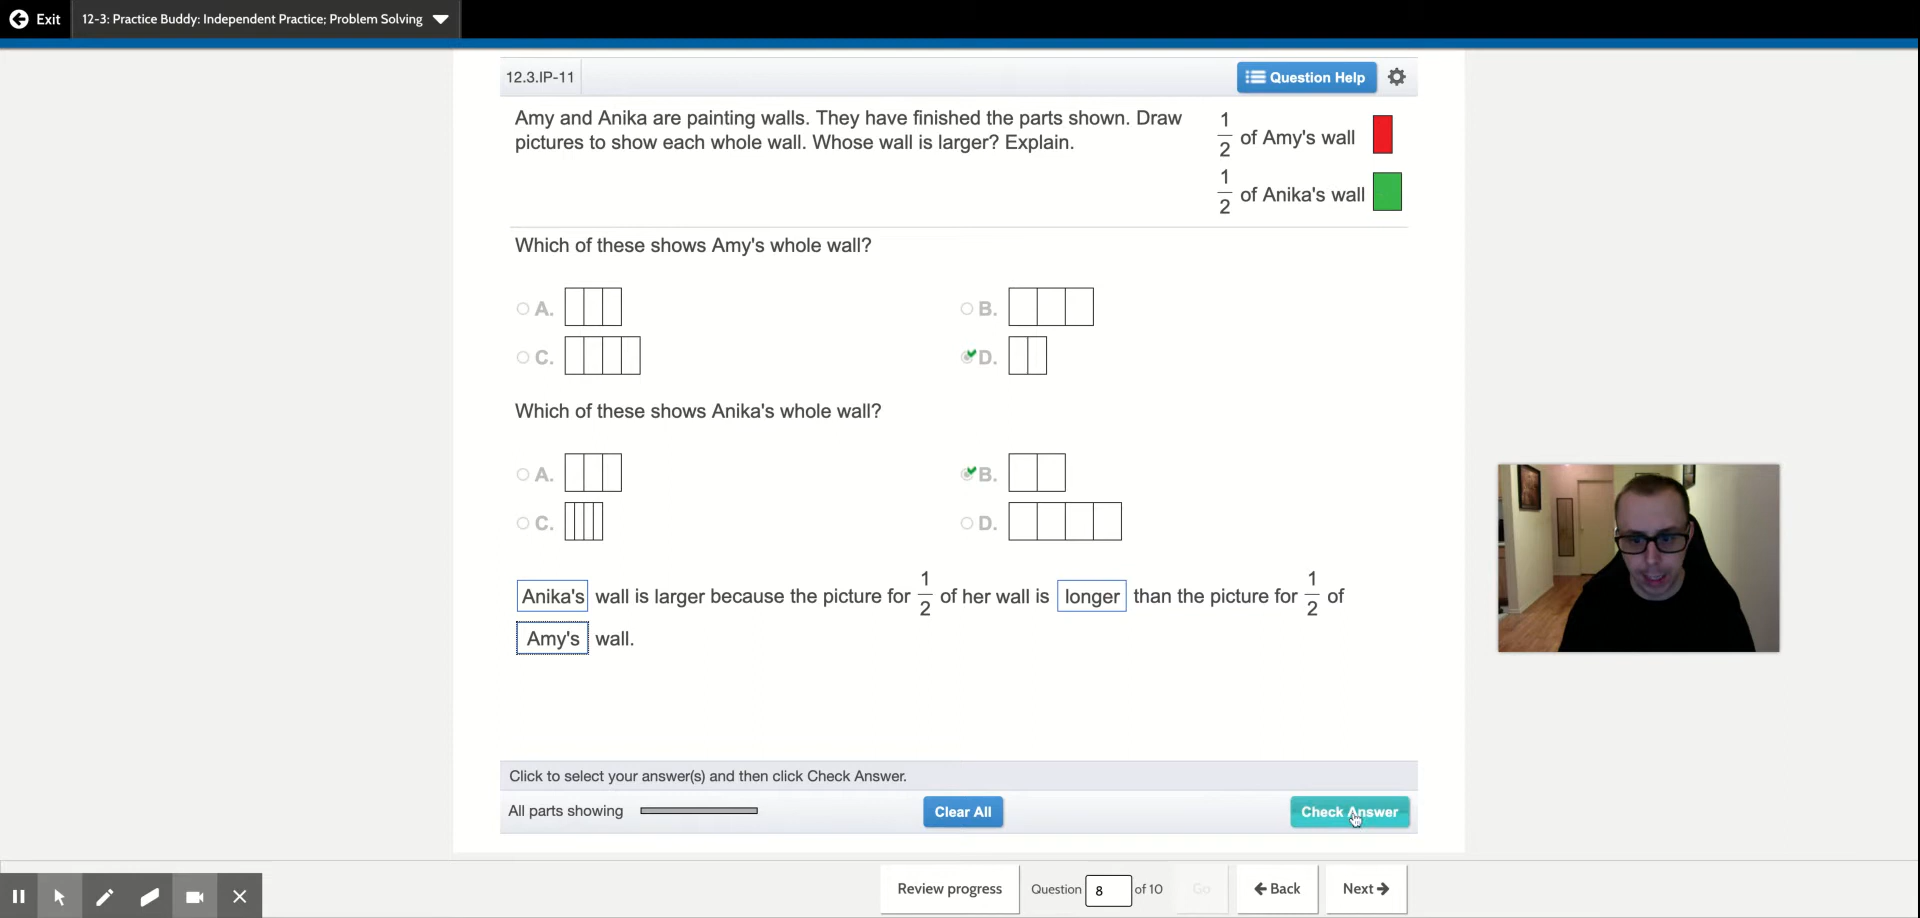 Exit 12-3: Practice Buddy: Independent Practice; Problem Solving
12.3.IP-11
Question Help
Amy and Anika are painting walls. They have finished the parts shown. Draw
pictures to show each whole wall. Whose wall is larger? Explain.
1/2 of Amy's wall
1/2 of Anika's wall
Which of these shows Amy's whole wall?
A.
B.
C.
D.
Which of these shows Anika's whole wall?
A.
B.
C.
D.
Anika's wall is larger because the picture for 1/2 of her wall is longer than the picture for 1/2 of
Amy's wall.
Click to select your answer(s) and then click Check Answer.
All parts showing
Clear All
Check Answer
Review progress Question 8 of 10 Go Back Next